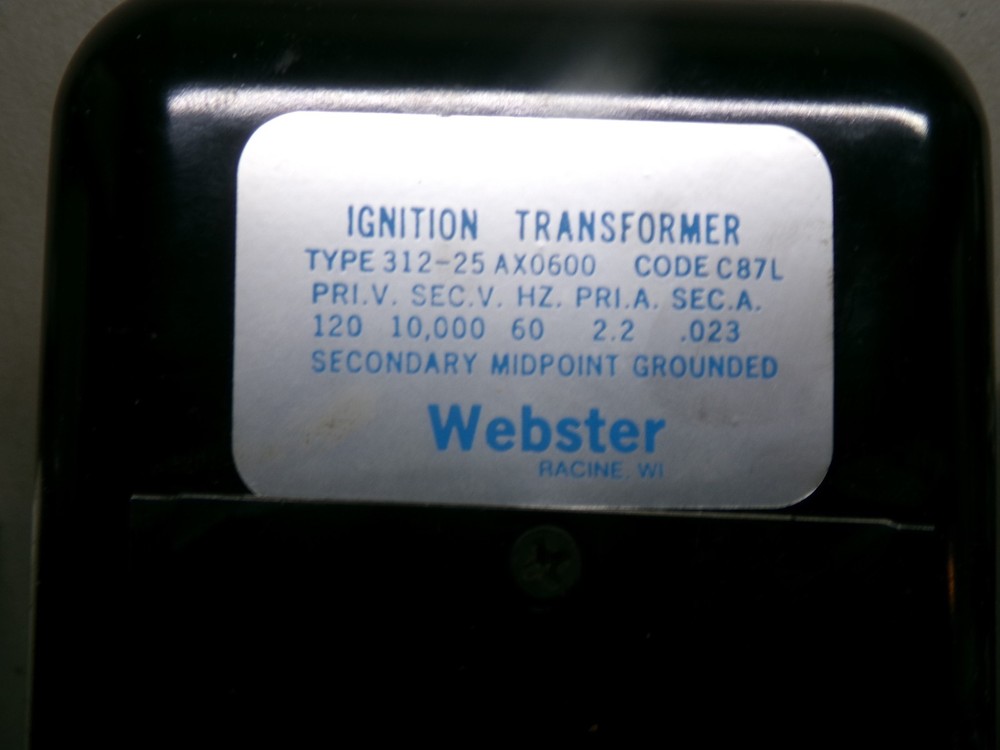 IGNITION TRANSFORMER
TYPE 312-25 AX0600 CODE C87L
PRI.V. SEC.V. HZ. PRI.A. SEC.A.
120 10,000 60 2.2 .023
SECONDARY MIDPOINT GROUNDED
Webster
RACINE, WI